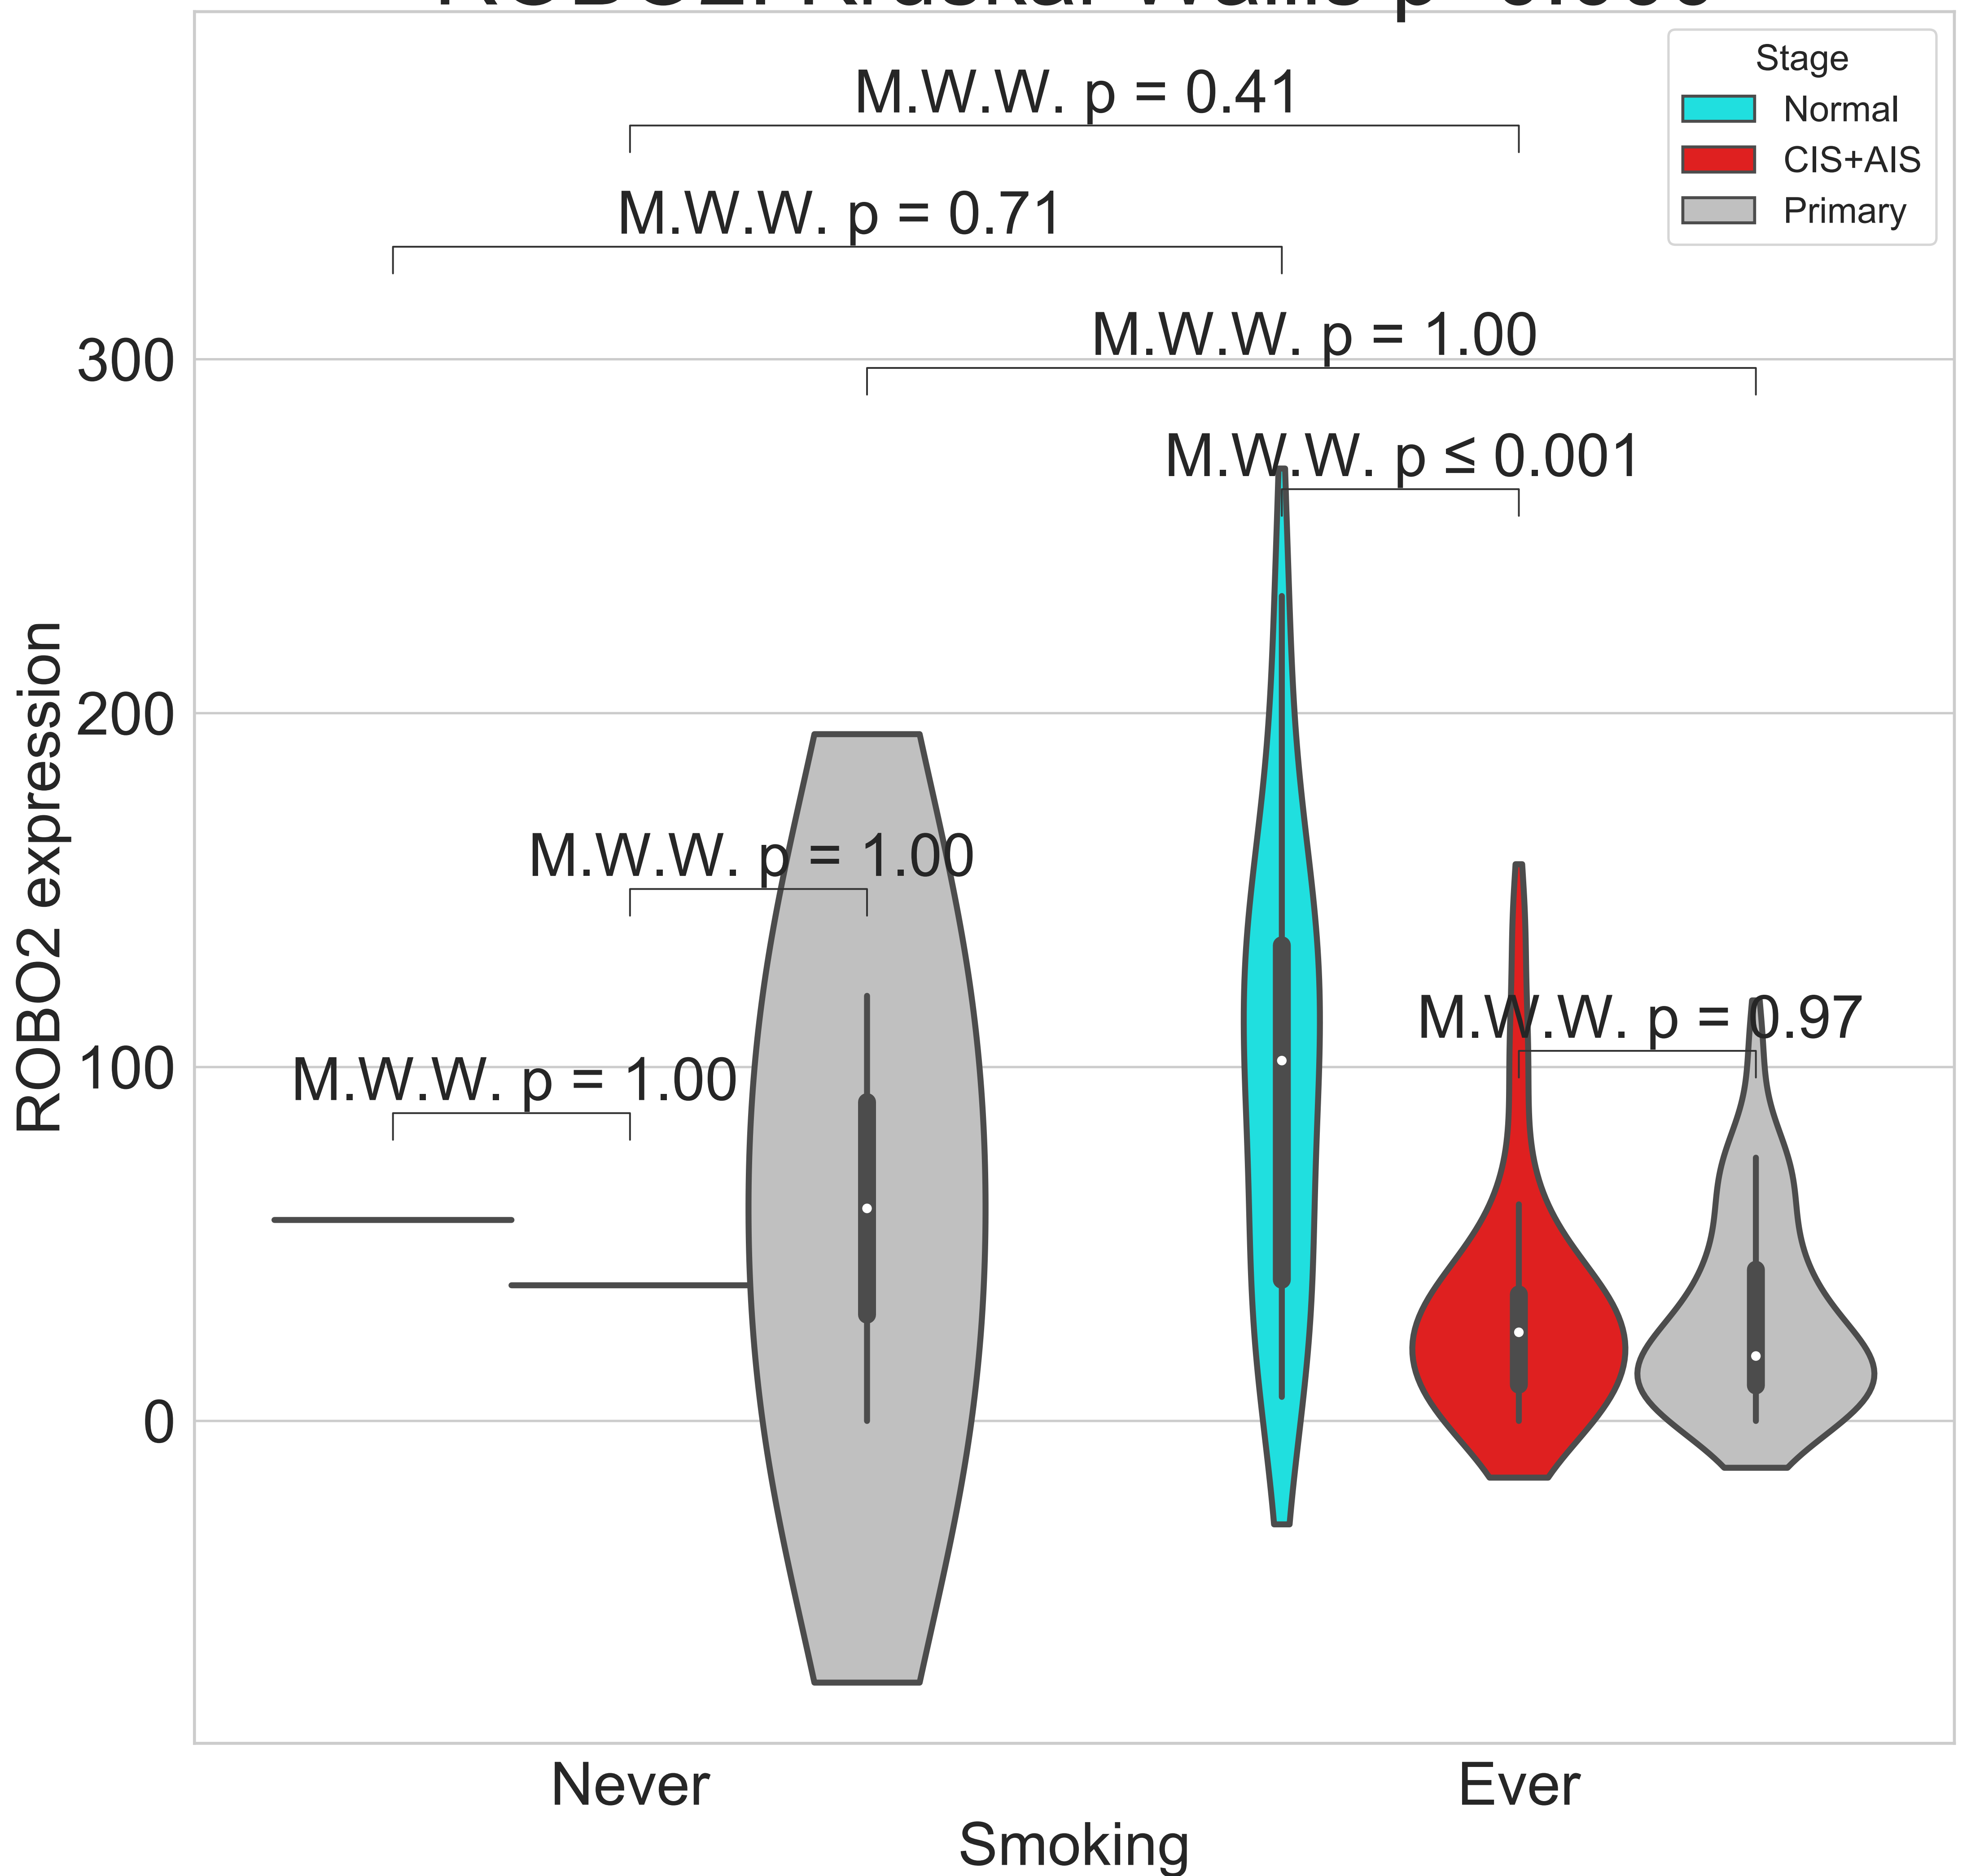 Stage
Normal
CIS+AIS
Primary
M.W.W. p = 0.41
M.W.W. p = 0.71
M.W.W. p = 1.00
M.W.W. p ≤ 0.001
M.W.W. p = 1.00
M.W.W. p = 0.97
M.W.W. p = 1.00
300
200
100
0
ROBO2 expression
Never
Ever
Smoking